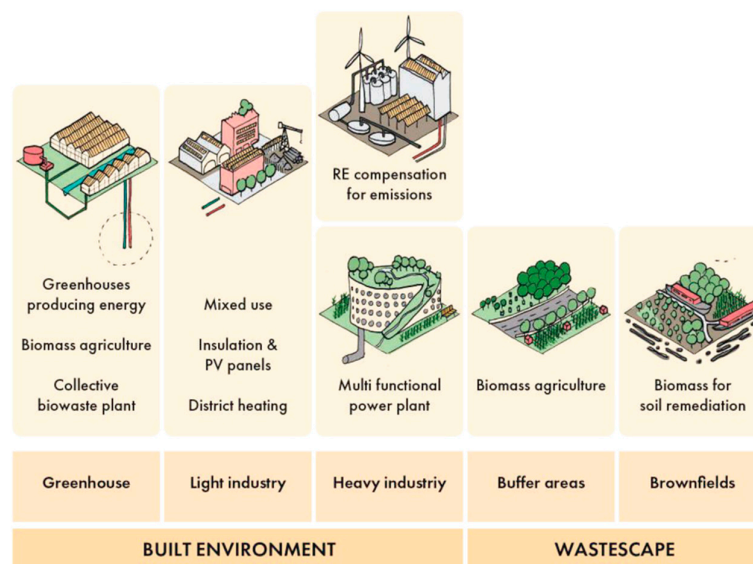 RE compensation
for emissions
Greenhouses
producing energy
Biomass agriculture
Collective
biowaste plant
Mixed use
Insulation &
PV panels
District heating
Multi functional
power plant
Biomass agriculture
Biomass for
soil remediation
Greenhouse
Light industry
Heavy industriy
Buffer areas
Brownfields
BUILT ENVIRONMENT
WASTESCAPE